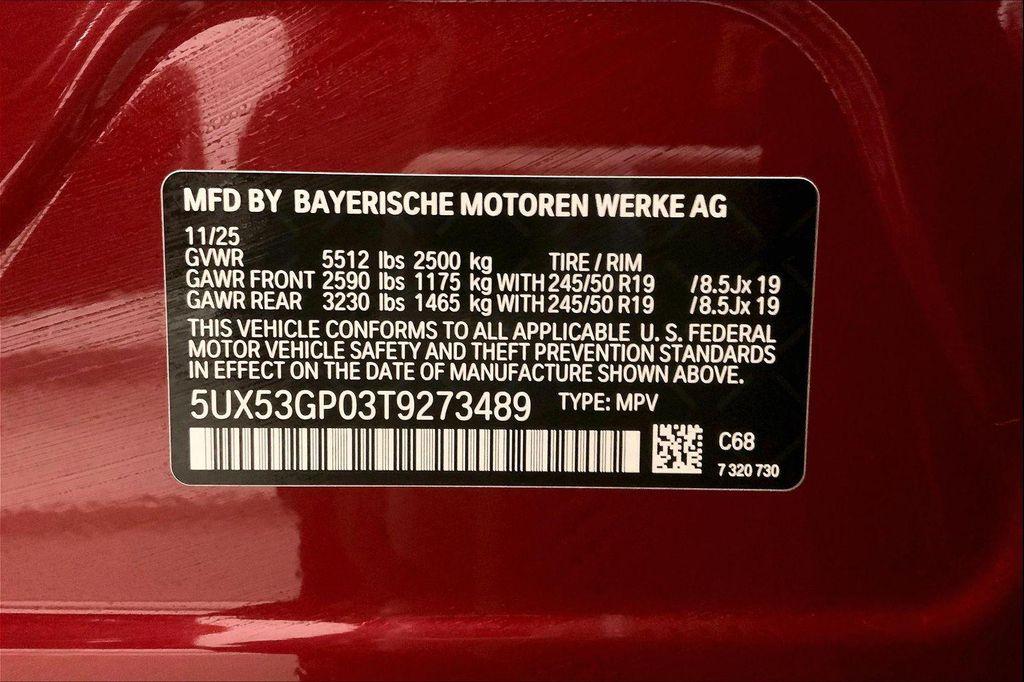 MFD BY BAYERISCHE MOTOREN WERKE AG
11/25
GVWR 5512 lbs 2500 kg TIRE / RIM
GAWR FRONT 2590 lbs 1175 kg WITH 245/50 R19 /8.5Jx 19
GAWR REAR 3230 lbs 1465 kg WITH 245/50 R19 /8.5Jx 19
THIS VEHICLE CONFORMS TO ALL APPLICABLE U. S. FEDERAL
MOTOR VEHICLE SAFETY AND THEFT PREVENTION STANDARDS
IN EFFECT ON THE DATE OF MANUFACTURE SHOWN ABOVE.
5UX53GP03T9273489 TYPE: MPV
C68
7 320 730